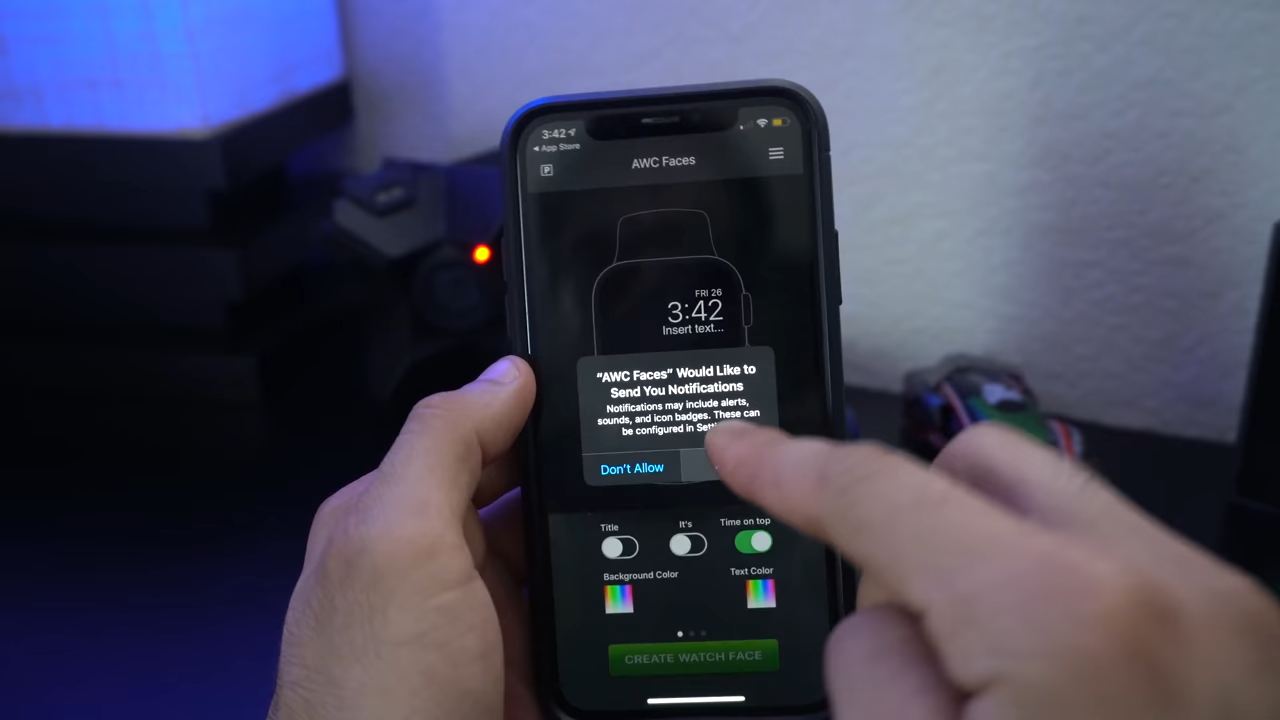 3:42
App Store
P
AWC Faces
FRI 26
3:42
Insert text...
“AWC Faces” Would Like to
Send You Notifications
Notifications may include alerts,
sounds, and icon badges. These can
be configured in
Don’t Allow
Title
It's
Time on top
Background Color
Text Color
CREATE WATCH FACE